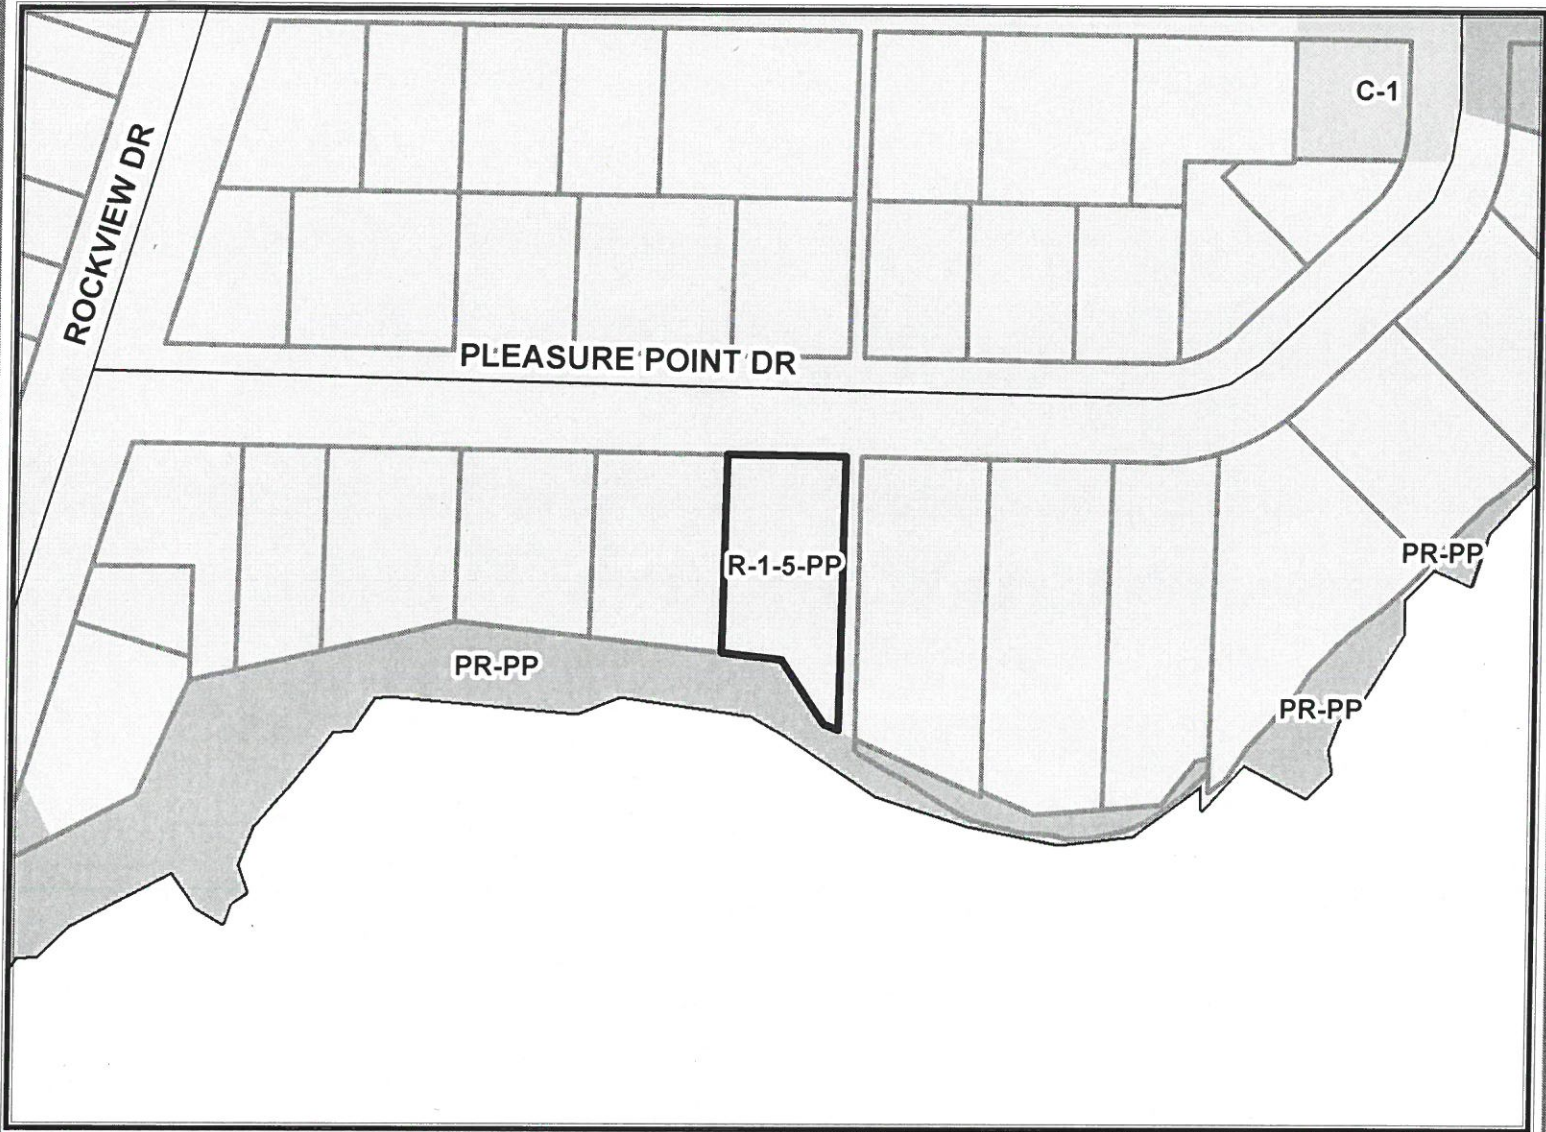 C-1
ROCKVIEW DR
PLEASURE POINT DR
R-1-5-PP
PR-PP
PR-PP
PR-PP